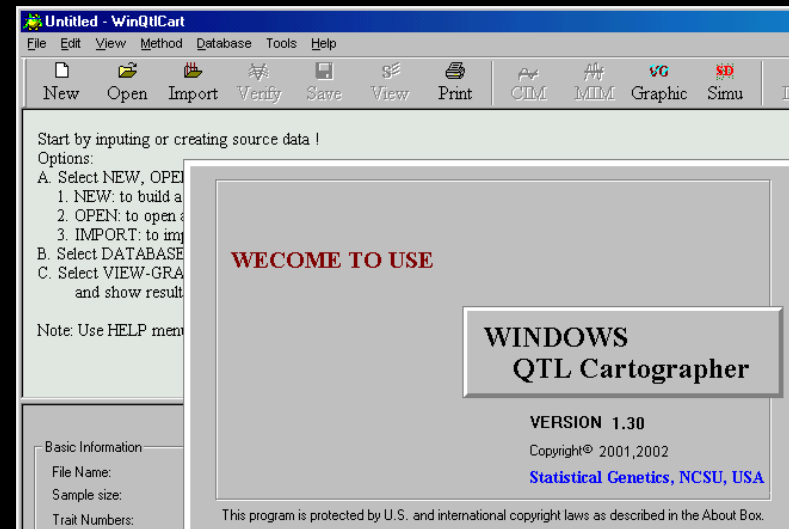 Untitled - WinQtlCart
File Edit View Method Database Tools Help
New Open Import Verify Save View Print CIM MIM Graphic Simu
Start by inputing or creating source data !
Options:
A. Select NEW, OPE
1. NEW: to build a
2. OPEN: to open a
3. IMPORT: to imp
B. Select DATABASE
C. Select VIEW-GRA
and show result
Note: Use HELP menu
WECOME TO USE
WINDOWS
QTL Cartographer
VERSION 1.30
Copyright© 2001,2002
Statistical Genetics, NCSU, USA
This program is protected by U.S. and international copyright laws as described in the About Box.
Basic Information
File Name:
Sample size:
Trait Numbers: